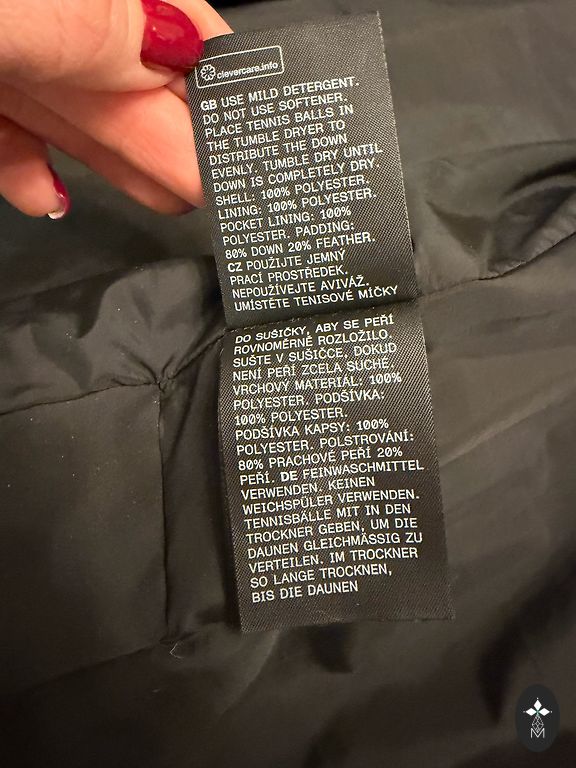 clevercare.info
GB USE MILD DETERGENT.
DO NOT USE SOFTENER.
PLACE TENNIS BALLS IN
THE TUMBLE DRYER TO
DISTRIBUTE THE DOWN
EVENLY. TUMBLE DRY UNTIL
DOWN IS COMPLETELY DRY.
SHELL: 100% POLYESTER.
LINING: 100% POLYESTER.
POCKET LINING: 100%
POLYESTER. PADDING:
80% DOWN 20% FEATHER.
CZ POUŽIJTE JEMNÝ
PRACÍ PROSTŘEDEK.
NEPOUŽÍVEJTE AVIVÁŽ.
UMÍSTĚTE TENISOVÉ MÍČKY
DO SUŠIČKY, ABY SE PEŘÍ
ROVNOMĚRNĚ ROZLOŽILO.
SUŠTE V SUŠIČCE, DOKUD
NENÍ PEŘÍ ZCELA SUCHÉ.
VRCHOVÝ MATERIÁL: 100%
POLYESTER. PODŠÍVKA:
100% POLYESTER.
PODŠÍVKA KAPSY: 100%
POLYESTER. POLSTROVÁNÍ:
80% PRACHOVÉ PEŘÍ 20%
PEŘÍ. DE FEINWASCHMITTEL
VERWENDEN. KEINEN
WEICHSPÜLER VERWENDEN.
TENNISBÄLLE MIT IN DEN
TROCKNER GEBEN, UM DIE
DAUNEN GLEICHMÄSSIG ZU
VERTEILEN. IM TROCKNER
SO LANGE TROCKNEN,
BIS DIE DAUNEN
M